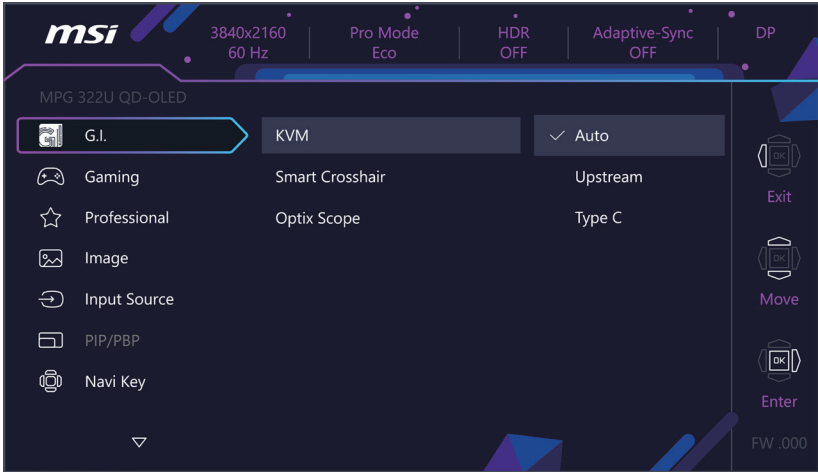 msi
3840x2160
60 Hz
Pro Mode
Eco
HDR
OFF
Adaptive-Sync
OFF
DP
MPG 322U QD-OLED
G.I.
KVM
Auto
Gaming
Smart Crosshair
Upstream
Professional
Optix Scope
Type C
Image
Input Source
PIP/PBP
Navi Key
OK
Exit
OK
Move
OK
Enter
FW .000